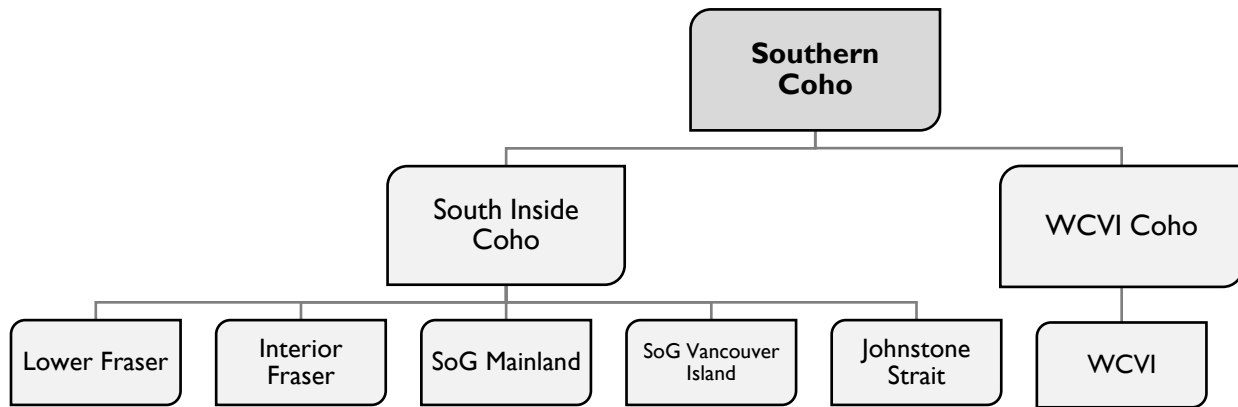 Southern
Coho
South Inside
Coho
WCVI Coho
Lower Fraser
Interior
Fraser
SoG Mainland
SoG Vancouver
Island
Johnstone
Strait
WCVI